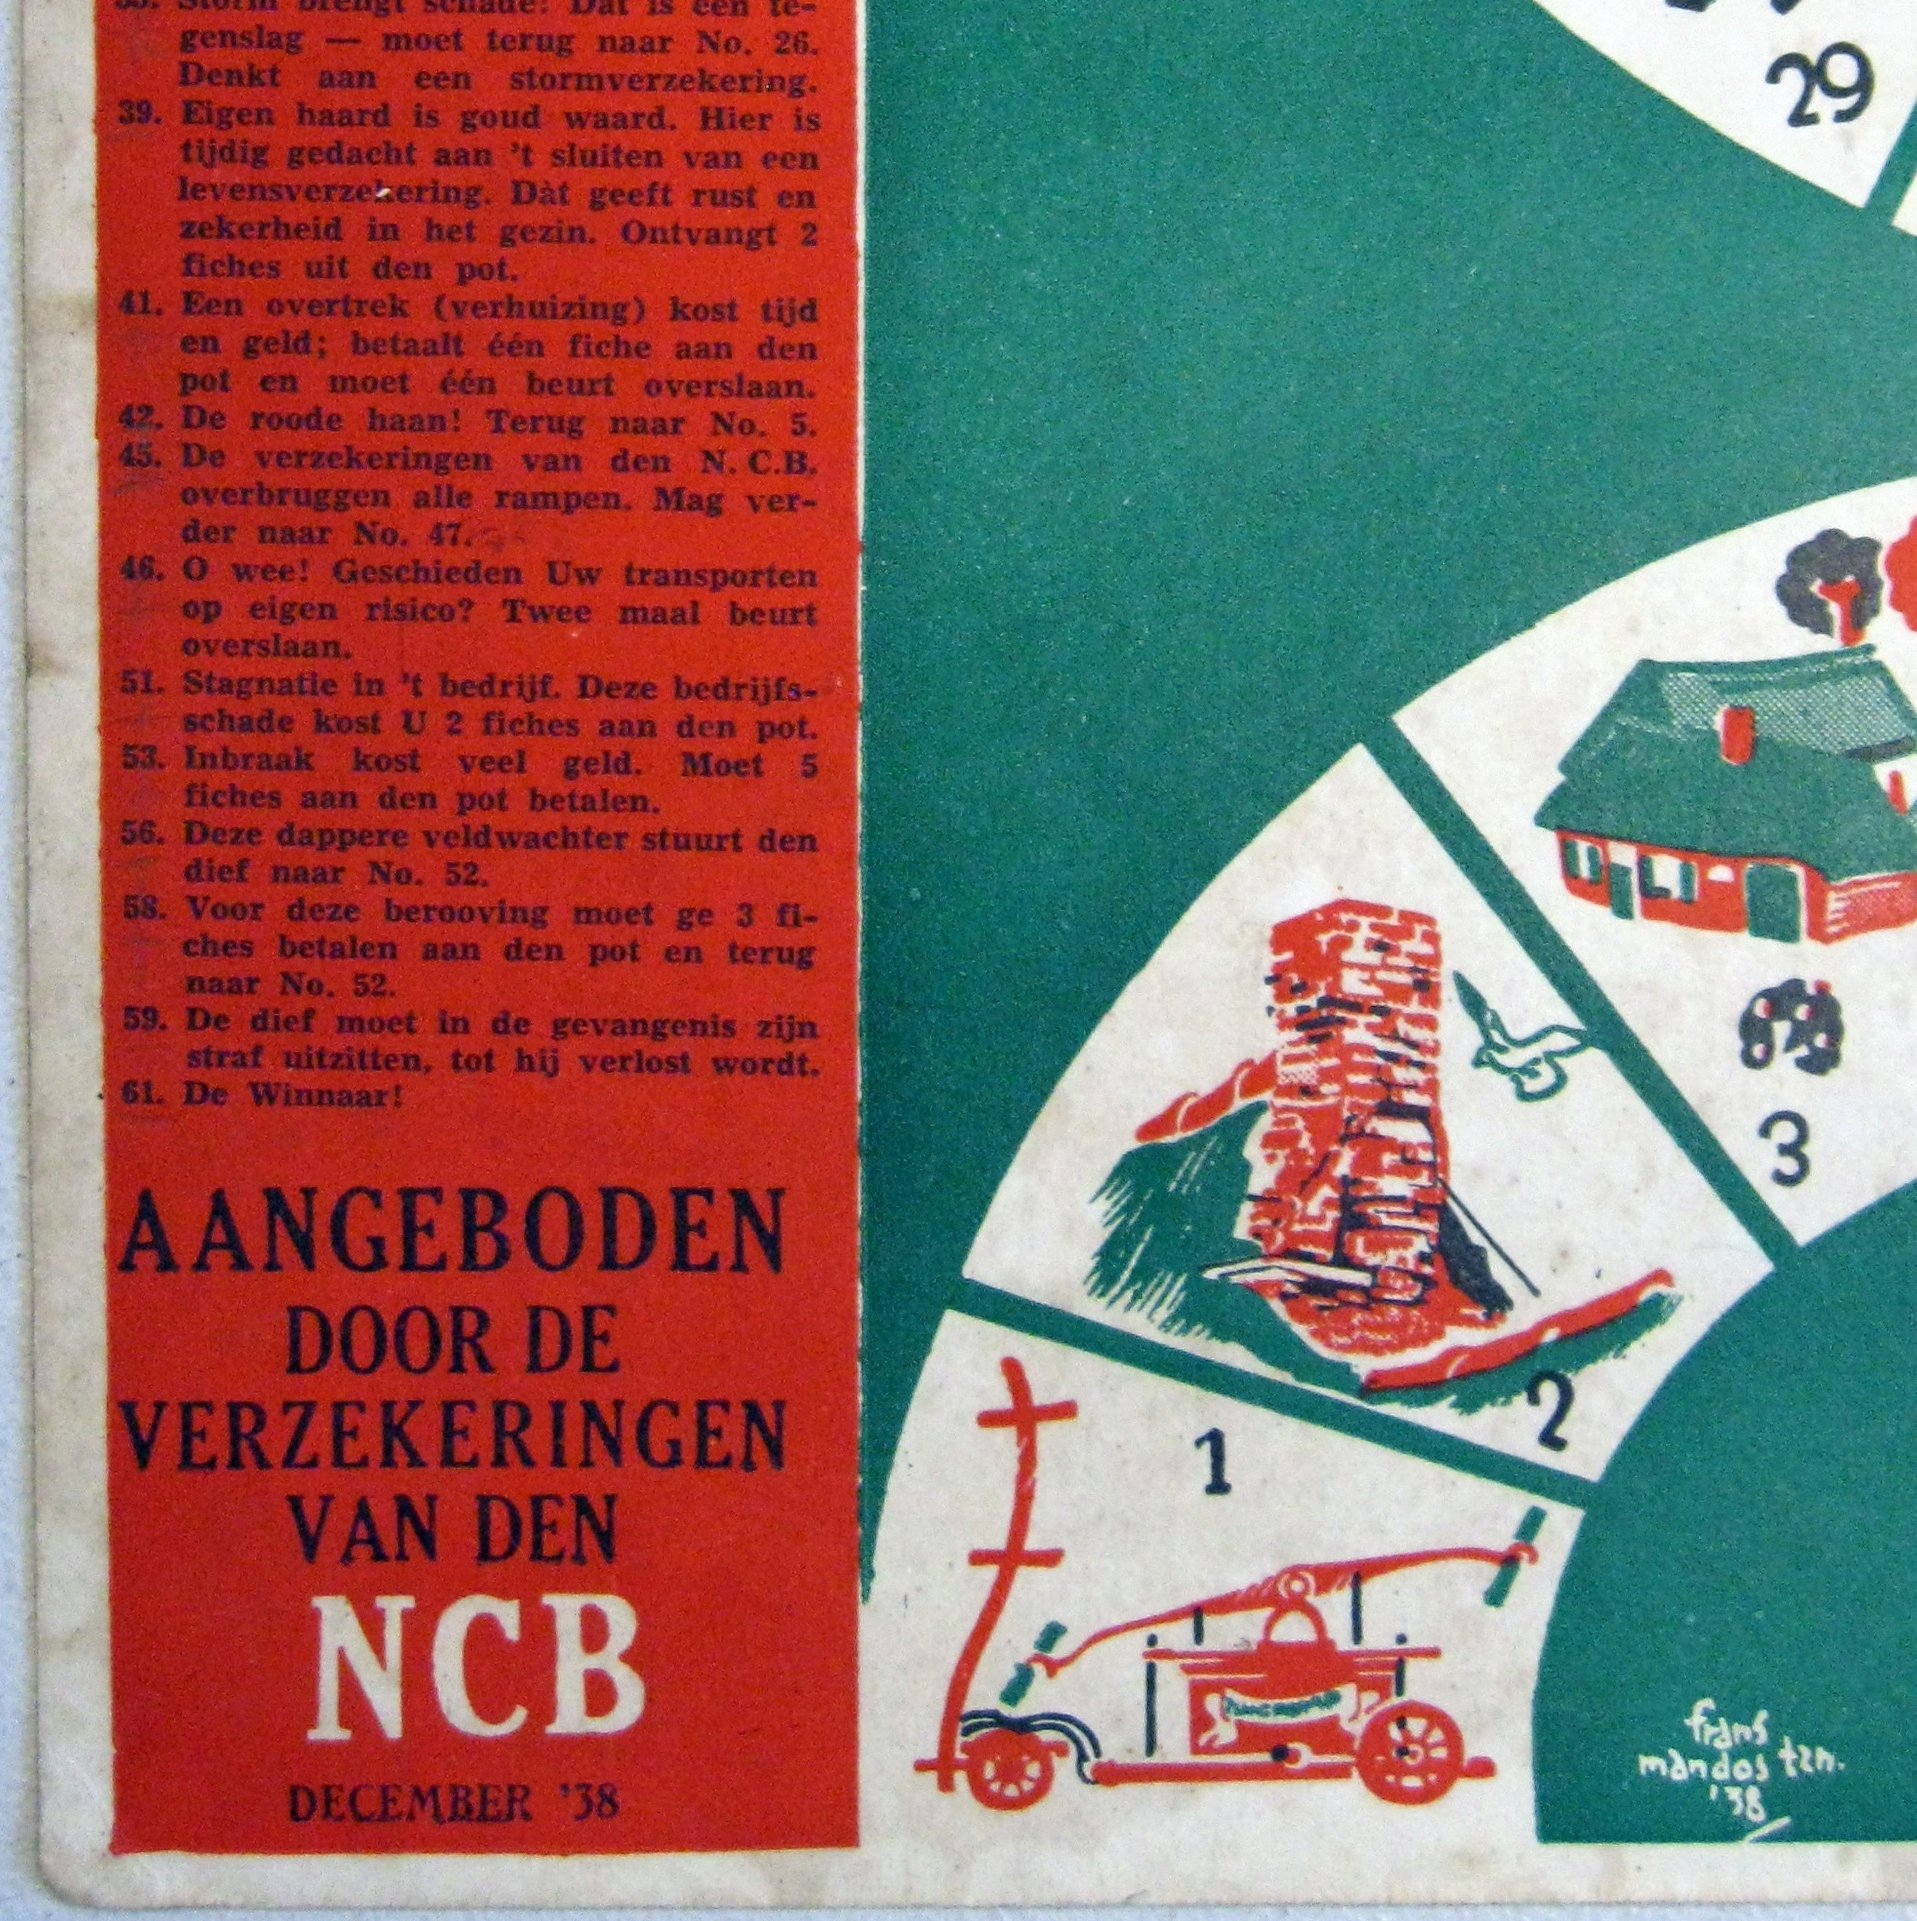 Storm brengt schade! Dat is een te-
genslag — moet terug naar No. 26.
Denkt aan een stormverzekering.
39. Eigen haard is goud waard. Hier is
tijdig gedacht aan 't sluiten van een
levensverzekering. Dàt geeft rust en
zekerheid in het gezin. Ontvangt 2
fiches uit den pot.
41. Een overtrek (verhuizing) kost tijd
en geld; betaalt één fiche aan den
pot en moet één beurt overslaan.
42. De roode haan! Terug naar No. 5.
45. De verzekeringen van den N.C.B.
overbruggen alle rampen. Mag ver-
der naar No. 47.
46. O wee! Geschieden Uw transporten
op eigen risico? Twee maal beurt
overslaan.
51. Stagnatie in 't bedrijf. Deze bedrijfs-
schade kost U 2 fiches aan den pot.
53. Inbraak kost veel geld. Moet 5
fiches aan den pot betalen.
56. Deze dappere veldwachter stuurt den
dief naar No. 52.
58. Voor deze berooving moet ge 3 fi-
ches betalen aan den pot en terug
naar No. 52.
59. De dief moet in de gevangenis zijn
straf uitzitten, tot hij verlost wordt.
61. De Winnaar!
AANGEBODEN
DOOR DE
VERZEKERINGEN
VAN DEN
NCB
DECEMBER '38
29
3
2
1
frans
mandos tzn.
'38